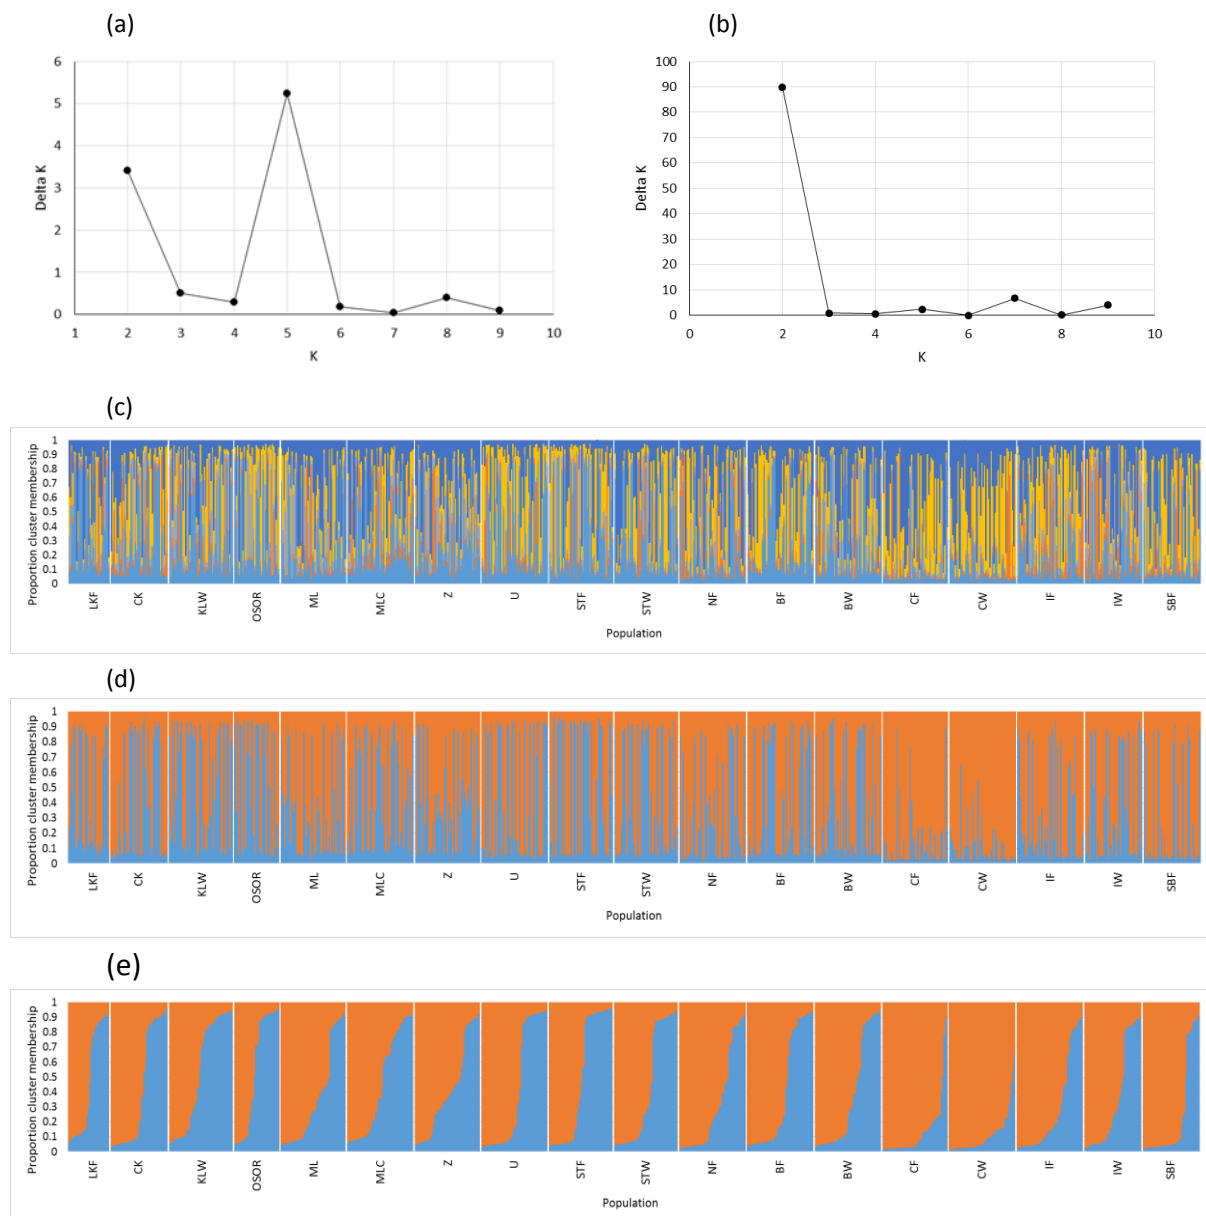 (a)
6
5
4
3
2
1
0
Delta K
1 2 3 4 5 6 7 8 9 10
K
(b)
100
90
80
70
60
50
40
30
20
10
0
Delta K
0 2 4 6 8 10
K
(c)
Proportion cluster membership
1
0.9
0.8
0.7
0.6
0.5
0.4
0.3
0.2
0.1
0
LKF CK KLW OSOR ML MLC Z U STF STW NF BF BW CF CW IF IW SBF
Population
(d)
Proportion cluster membership
1
0.9
0.8
0.7
0.6
0.5
0.4
0.3
0.2
0.1
0
LKF CK KLW OSOR ML MLC Z U STF STW NF BF BW CF CW IF IW SBF
Population
(e)
Proportion cluster membership
1
0.9
0.8
0.7
0.6
0.5
0.4
0.3
0.2
0.1
0
LKF CK KLW OSOR ML MLC Z U STF STW NF BF BW CF CW IF IW SBF
Population